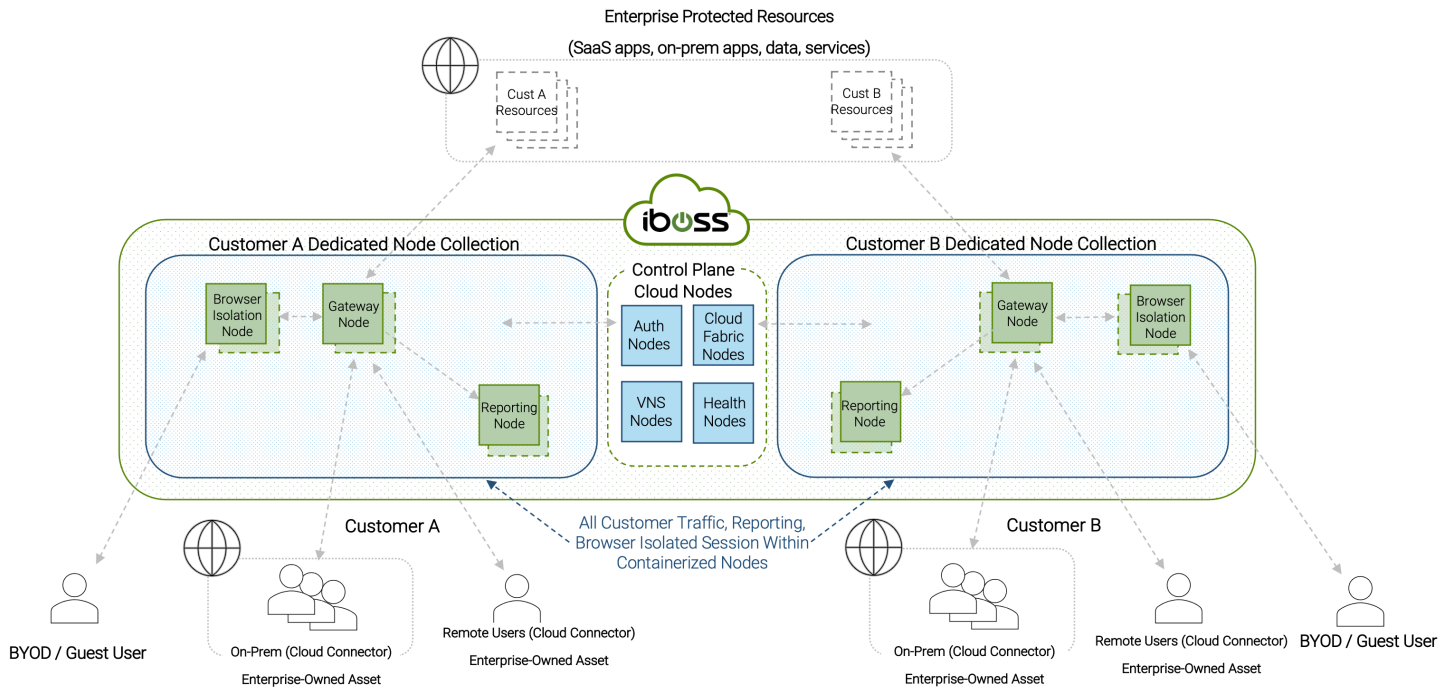 Enterprise Protected Resources
(SaaS apps, on-prem apps, data, services)
Cust A
Resources
Cust B
Resources
iboss
Customer A Dedicated Node Collection
Customer B Dedicated Node Collection
Control Plane
Cloud Nodes
Browser
Isolation
Node
Gateway
Node
Reporting
Node
Auth
Nodes
Cloud
Fabric
Nodes
VNS
Nodes
Health
Nodes
Gateway
Node
Browser
Isolation
Node
Reporting
Node
Customer A
All Customer Traffic, Reporting,
Browser Isolated Session Within
Containerized Nodes
Customer B
BYOD / Guest User
On-Prem (Cloud Connector)
Enterprise-Owned Asset
Remote Users (Cloud Connector)
Enterprise-Owned Asset
On-Prem (Cloud Connector)
Enterprise-Owned Asset
Remote Users (Cloud Connector)
Enterprise-Owned Asset
BYOD / Guest User